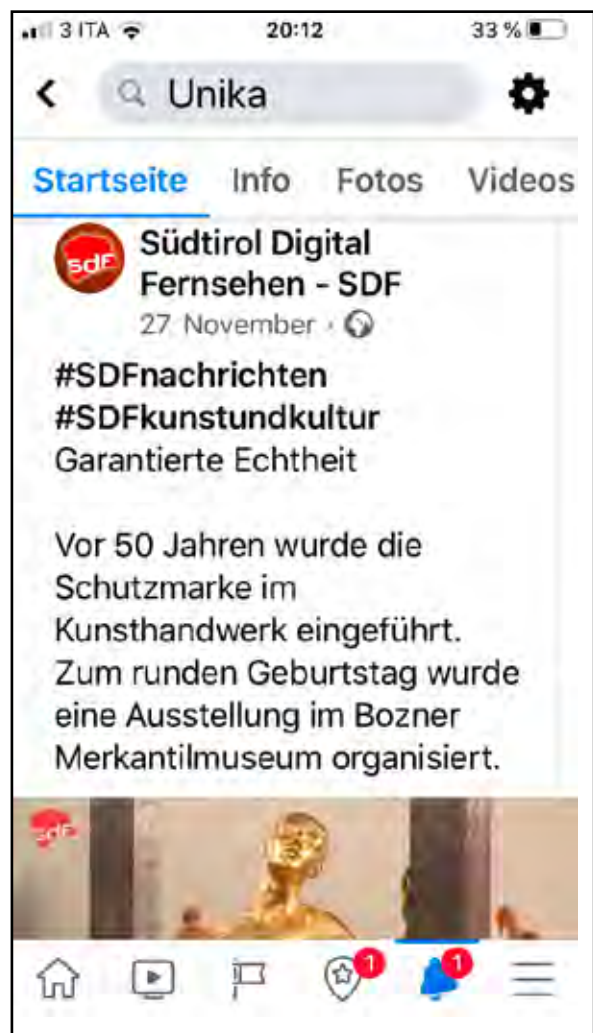 3 ITA 20:12 33 %
Unika
Startseite Info Fotos Videos
sdf
Südtirol Digital
Fernsehen - SDF
27. November ·
#SDFnachrichten
#SDFkunstundkultur
Garantierte Echtheit
Vor 50 Jahren wurde die
Schutzmarke im
Kunsthandwerk eingeführt.
Zum runden Geburtstag wurde
eine Ausstellung im Bozner
Merkantilmuseum organisiert.
sdf
1 1